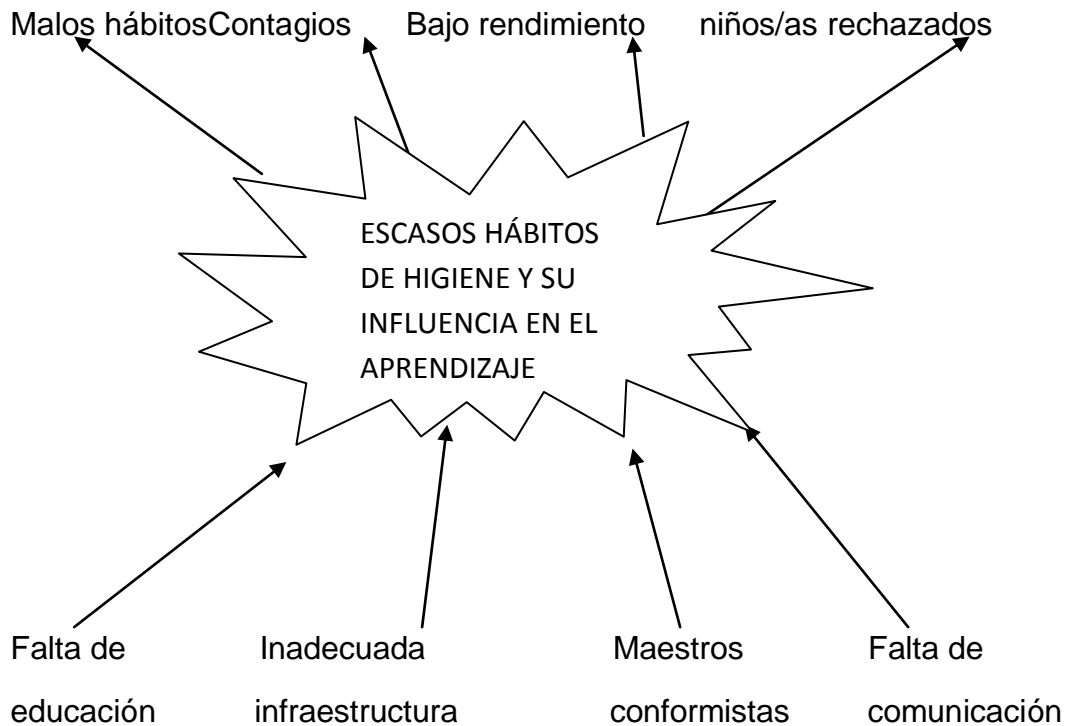 Malos hábitosContagios Bajo rendimiento niños/as rechazados
ESCASOS HÁBITOS
DE HIGIENE Y SU
INFLUENCIA EN EL
APRENDIZAJE
Falta de Inadecuada Maestros Falta de
educación infraestructura conformistas comunicación